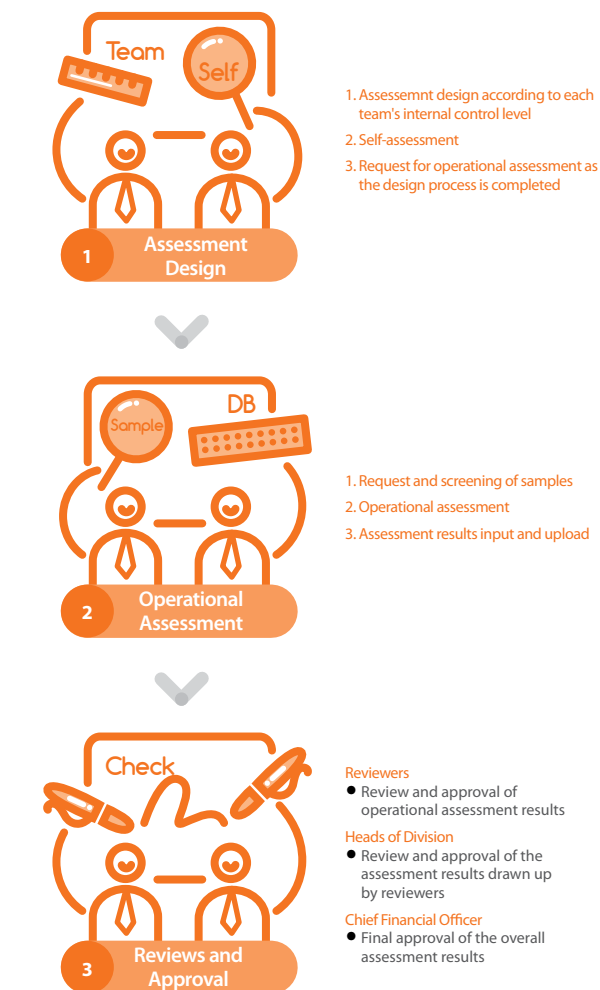 Team
Self
1. Assessemnt design according to each
team's internal control level
2. Self-assessment
3. Request for operational assessment as
the design process is completed
1
Assessment
Design
Sample
DB
1. Request and screening of samples
2. Operational assessment
3. Assessment results input and upload
2
Operational
Assessment
Check
Reviewers
● Review and approval of
operational assessment results
Heads of Division
● Review and approval of the
assessment results drawn up
by reviewers
Chief Financial Officer
● Final approval of the overall
assessment results
3
Reviews and
Approval